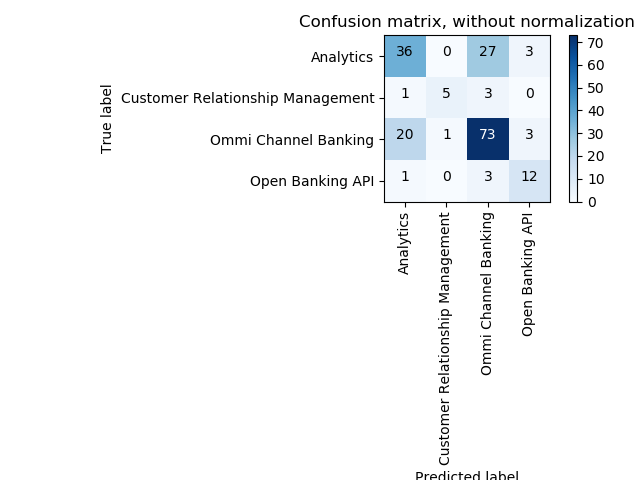 Confusion matrix, without normalization
True label
Analytics 36 0 27 3
Customer Relationship Management 1 5 3 0
Ommi Channel Banking 20 1 73 3
Open Banking API 1 0 3 12
Analytics
Customer Relationship Management
Ommi Channel Banking
Open Banking API
Predicted label
70
60
50
40
30
20
10
0